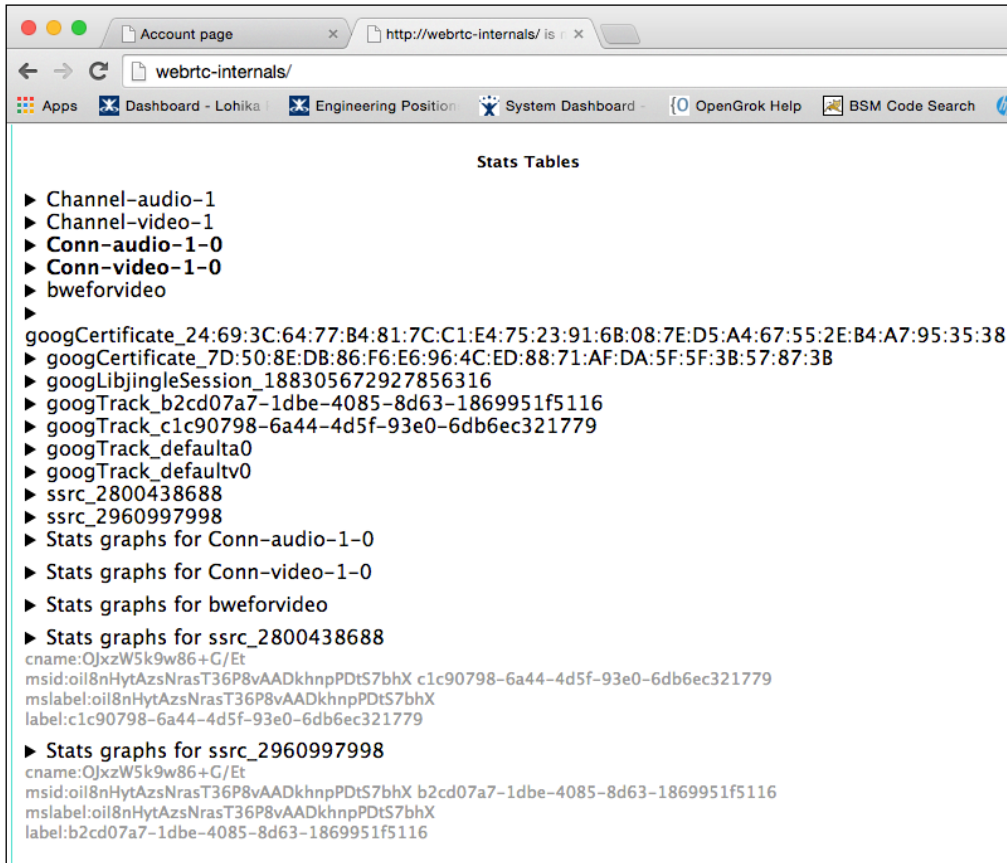 Account page
http://webrtc-internals/ is
webrtc-internals/
Apps Dashboard - Lohika Engineering Position System Dashboard - OpenGrok Help BSM Code Search
Stats Tables
Channel-audio-1
Channel-video-1
Conn-audio-1-0
Conn-video-1-0
bweforvideo
googCertificate_24:69:3C:64:77:B4:81:7C:C1:E4:75:23:91:6B:08:7E:D5:A4:67:55:2E:B4:A7:95:35:38
googCertificate_7D:50:8E:DB:86:F6:E6:96:4C:ED:88:71:AF:DA:5F:5F:3B:57:87:3B
googLibjingleSession_188305672927856316
googTrack_b2cd07a7-1dbe-4085-8d63-1869951f5116
googTrack_c1c90798-6a44-4d5f-93e0-6db6ec321779
googTrack_defaulta0
googTrack_defaultv0
ssrc_2800438688
ssrc_2960997998
Stats graphs for Conn-audio-1-0
Stats graphs for Conn-video-1-0
Stats graphs for bweforvideo
Stats graphs for ssrc_2800438688
cname:OJxzW5k9w86+G/Et
msid:oil8nHytAzsNrasT36P8vAADkhnpPDtS7bhX c1c90798-6a44-4d5f-93e0-6db6ec321779
mslabel:oil8nHytAzsNrasT36P8vAADkhnpPDtS7bhX
label:c1c90798-6a44-4d5f-93e0-6db6ec321779
Stats graphs for ssrc_2960997998
cname:OJxzW5k9w86+G/Et
msid:oil8nHytAzsNrasT36P8vAADkhnpPDtS7bhX b2cd07a7-1dbe-4085-8d63-1869951f5116
mslabel:oil8nHytAzsNrasT36P8vAADkhnpPDtS7bhX
label:b2cd07a7-1dbe-4085-8d63-1869951f5116